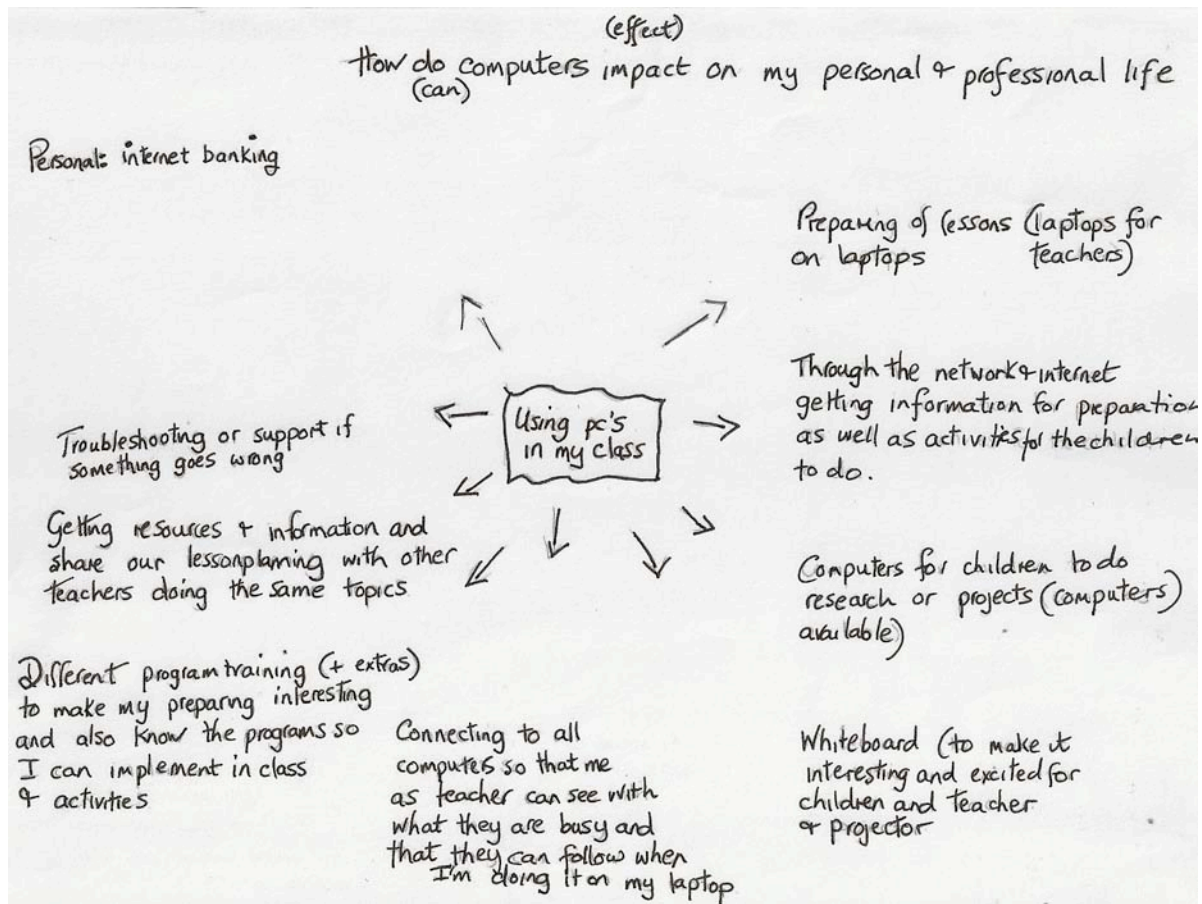 (effect)
How do computers impact on my personal & professional life
(can)
Personal: internet banking
Preparing of lessons (laptops for
on laptops teachers)
Using pc's
in my class
Through the network & internet
getting information for preparation
as well as activities for the children
to do.
Troubleshooting or support if
something goes wrong
Getting resources & information and
share our lessonplanning with other
teachers doing the same topics
Computers for children to do
research or projects (computers)
available)
Different program training (+ extras)
to make my preparing interesting
and also know the programs so
I can implement in class
& activities
Connecting to all
computes so that me
as teacher can see with
what they are busy and
that they can follow when
I'm doing it on my laptop
Whiteboard (to make it
interesting and excited for
children and teacher
& projector